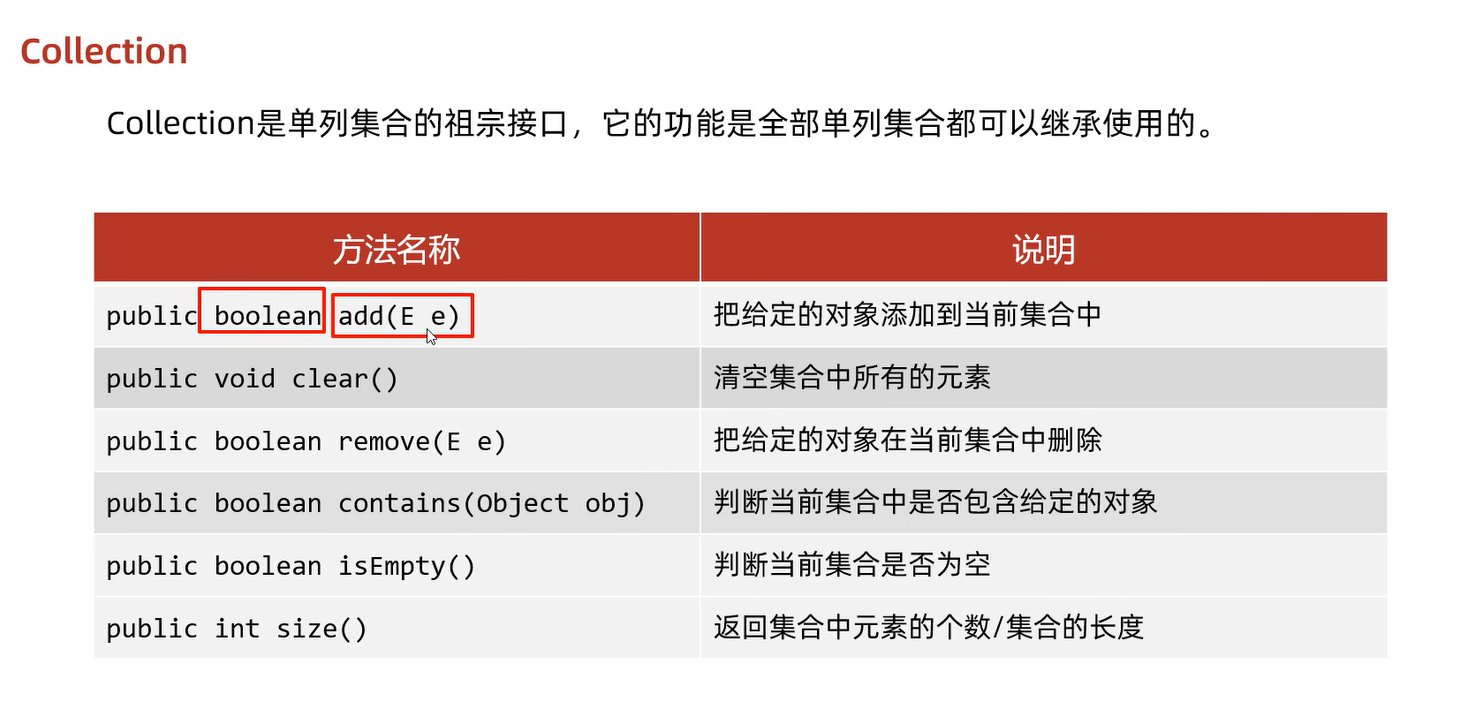 Collection
Collection是单列集合的祖宗接口，它的功能是全部单列集合都可以继承使用的。
方法名称 说明
public boolean add(E e) 把给定的对象添加到当前集合中
public void clear() 清空集合中所有的元素
public boolean remove(E e) 把给定的对象在当前集合中删除
public boolean contains(Object obj) 判断当前集合中是否包含给定的对象
public boolean isEmpty() 判断当前集合是否为空
public int size() 返回集合中元素的个数/集合的长度